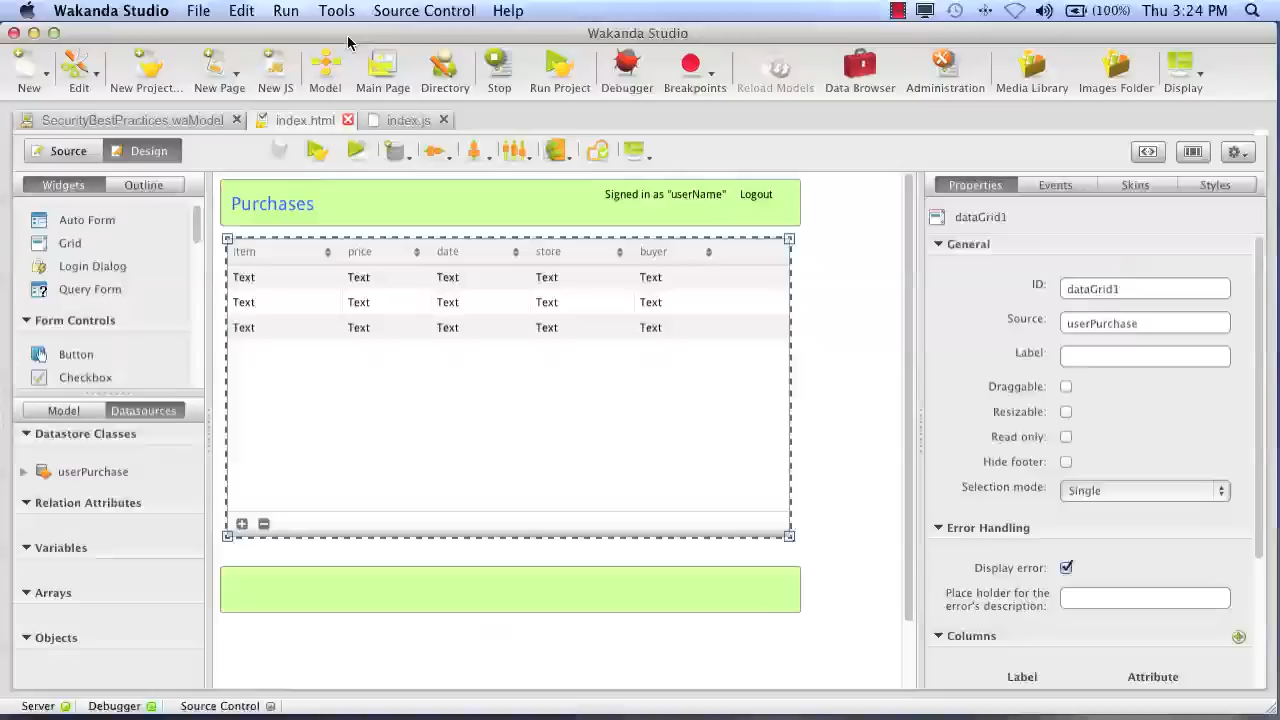 Wakanda Studio File Edit Run Tools Source Control Help (100%) Thu 3:24 PM
Wakanda Studio
New Edit New Project... New Page New JS Model Main Page Directory Stop Run Project Debugger Breakpoints Reload Models Data Browser Administration Media Library Images Folder Display
SecurityBestPractices.waModel index.html index.js
Source Design
Widgets Outline
Auto Form
Grid
Login Dialog
Query Form
Form Controls
Button
Checkbox
Model Datasources
Datastore Classes
userPurchase
Relation Attributes
Variables
Arrays
Objects
Purchases Signed in as "userName" Logout
item price date store buyer
Text Text Text Text Text
Text Text Text Text Text
Text Text Text Text Text
Properties Events Skins Styles
dataGrid1
General
ID: dataGrid1
Source: userPurchase
Label:
Draggable:
Resizable:
Read only:
Hide footer:
Selection mode: Single
Error Handling
Display error:
Place holder for the
error's description:
Columns
Label Attribute
Server Debugger Source Control